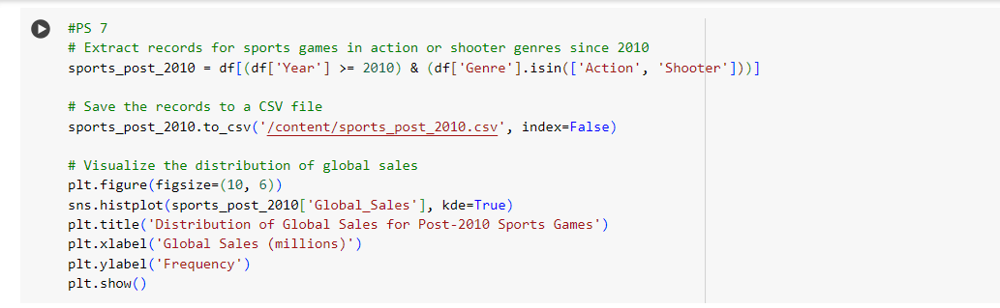 #PS 7
# Extract records for sports games in action or shooter genres since 2010
sports_post_2010 = df[(df['Year'] >= 2010) & (df['Genre'].isin(['Action', 'Shooter']))]
# Save the records to a CSV file
sports_post_2010.to_csv('/content/sports_post_2010.csv', index=False)
# Visualize the distribution of global sales
plt.figure(figsize=(10, 6))
sns.histplot(sports_post_2010['Global_Sales'], kde=True)
plt.title('Distribution of Global Sales for Post-2010 Sports Games')
plt.xlabel('Global Sales (millions)')
plt.ylabel('Frequency')
plt.show()